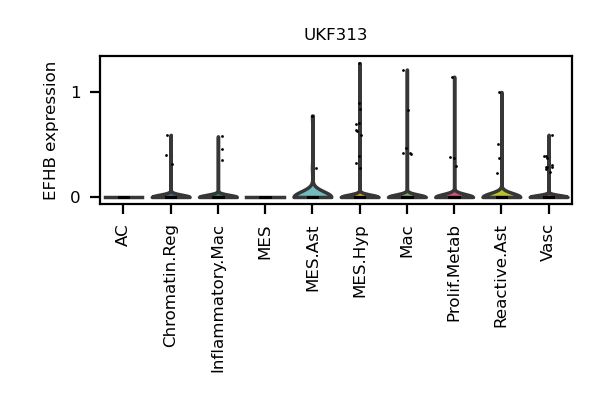 UKF313
EFHB expression
1
0
AC
Chromatin.Reg
Inflammatory.Mac
MES
MES.Ast
MES.Hyp
Mac
Prolif.Metab
Reactive.Ast
Vasc